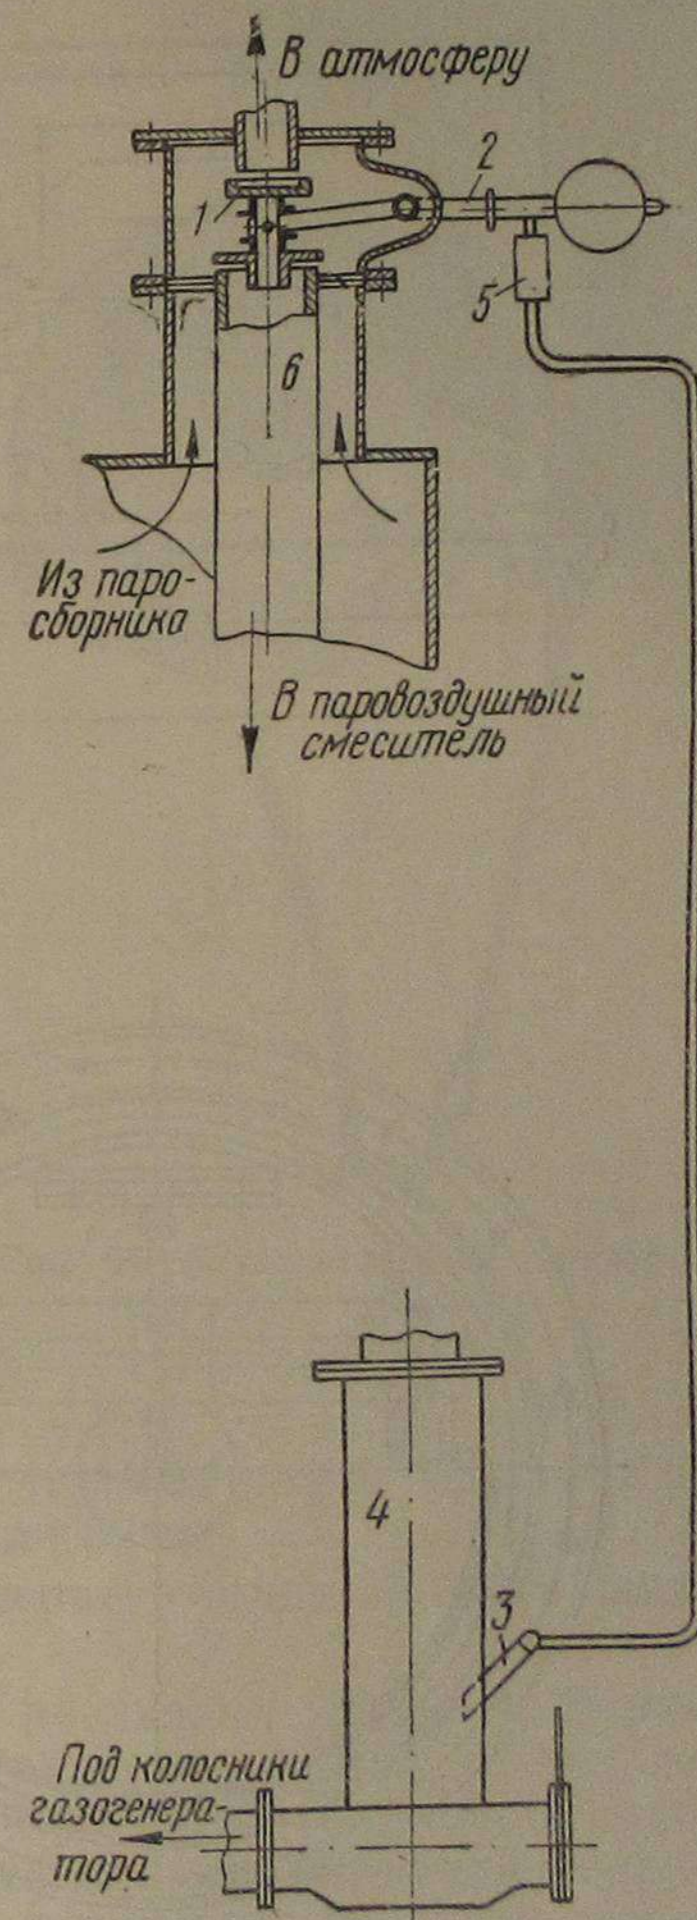 В атмосферу
1
2
5
6
Из паро-
сборника
В паровоздушный
смеситель
4
3
Под колосники
газогенера-
тора